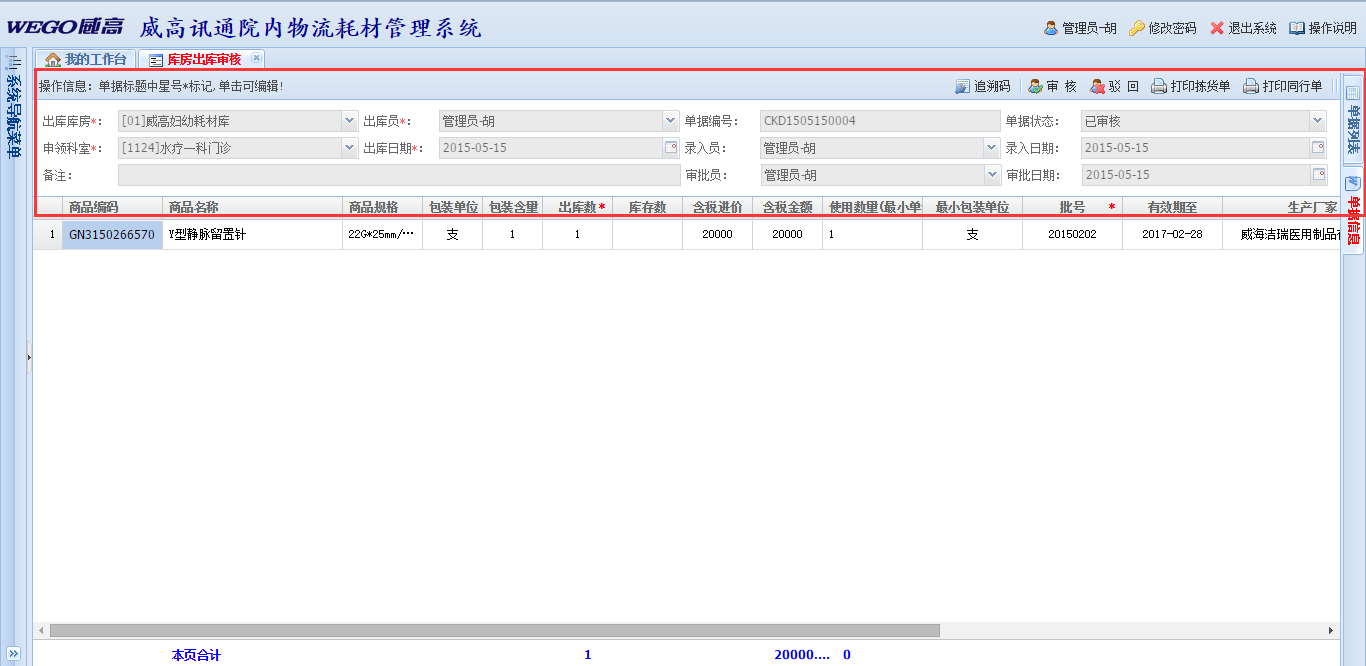 WEGO威高 威高讯通院内物流耗材管理系统 管理员-胡 修改密码 退出系统 操作说明
系统导航菜单
我的工作台 库房出库审核
操作信息：单据标题中星号*标记,单击可编辑! 追溯码 审 核 驳 回 打印拣货单 打印同行单
出库库房*: [01]威高妇幼耗材库 出库员*: 管理员-胡 单据编号: CKD1505150004 单据状态: 已审核
申领科室*: [1124]水疗一科门诊 出库日期*: 2015-05-15 录入员: 管理员-胡 录入日期: 2015-05-15
备注: 审批员: 管理员-胡 审批日期: 2015-05-15
单据列表
单据信息
商品编码 商品名称 商品规格 包装单位 包装含量 出库数* 库存数 含税进价 含税金额 使用数量(最小单 最小包装单位 批号 * 有效期至 生产厂家
1 GN3150266570 Y型静脉留置针 22G*25mm/··· 支 1 1 20000 20000 1 支 20150202 2017-02-28 威海洁瑞医用制品
本页合计 1 20000.... 0